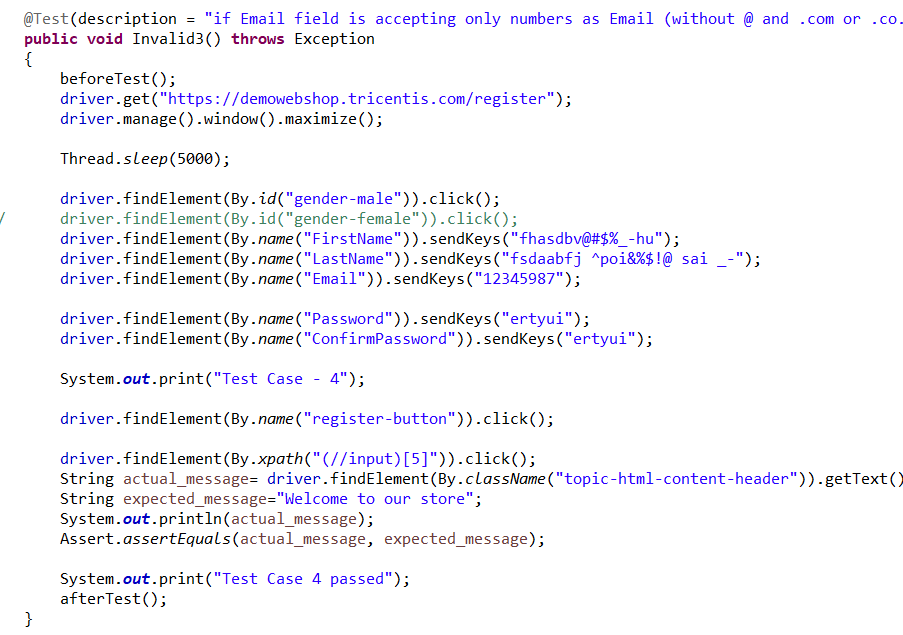 @Test(description = "if Email field is accepting only numbers as Email (without @ and .com or .co.
public void Invalid3() throws Exception
{
beforeTest();
driver.get("https://demowebshop.tricentis.com/register");
driver.manage().window().maximize();
Thread.sleep(5000);
driver.findElement(By.id("gender-male")).click();
/ driver.findElement(By.id("gender-female")).click();
driver.findElement(By.name("FirstName")).sendKeys("fhasdbv@#$%_-hu");
driver.findElement(By.name("LastName")).sendKeys("fsdaabfj ^poi&%$!@ sai _-");
driver.findElement(By.name("Email")).sendKeys("12345987");
driver.findElement(By.name("Password")).sendKeys("ertyui");
driver.findElement(By.name("ConfirmPassword")).sendKeys("ertyui");
System.out.print("Test Case - 4");
driver.findElement(By.name("register-button")).click();
driver.findElement(By.xpath("(//input)[5]")).click();
String actual_message= driver.findElement(By.className("topic-html-content-header")).getText()
String expected_message="Welcome to our store";
System.out.println(actual_message);
Assert.assertEquals(actual_message, expected_message);
System.out.print("Test Case 4 passed");
afterTest();
}